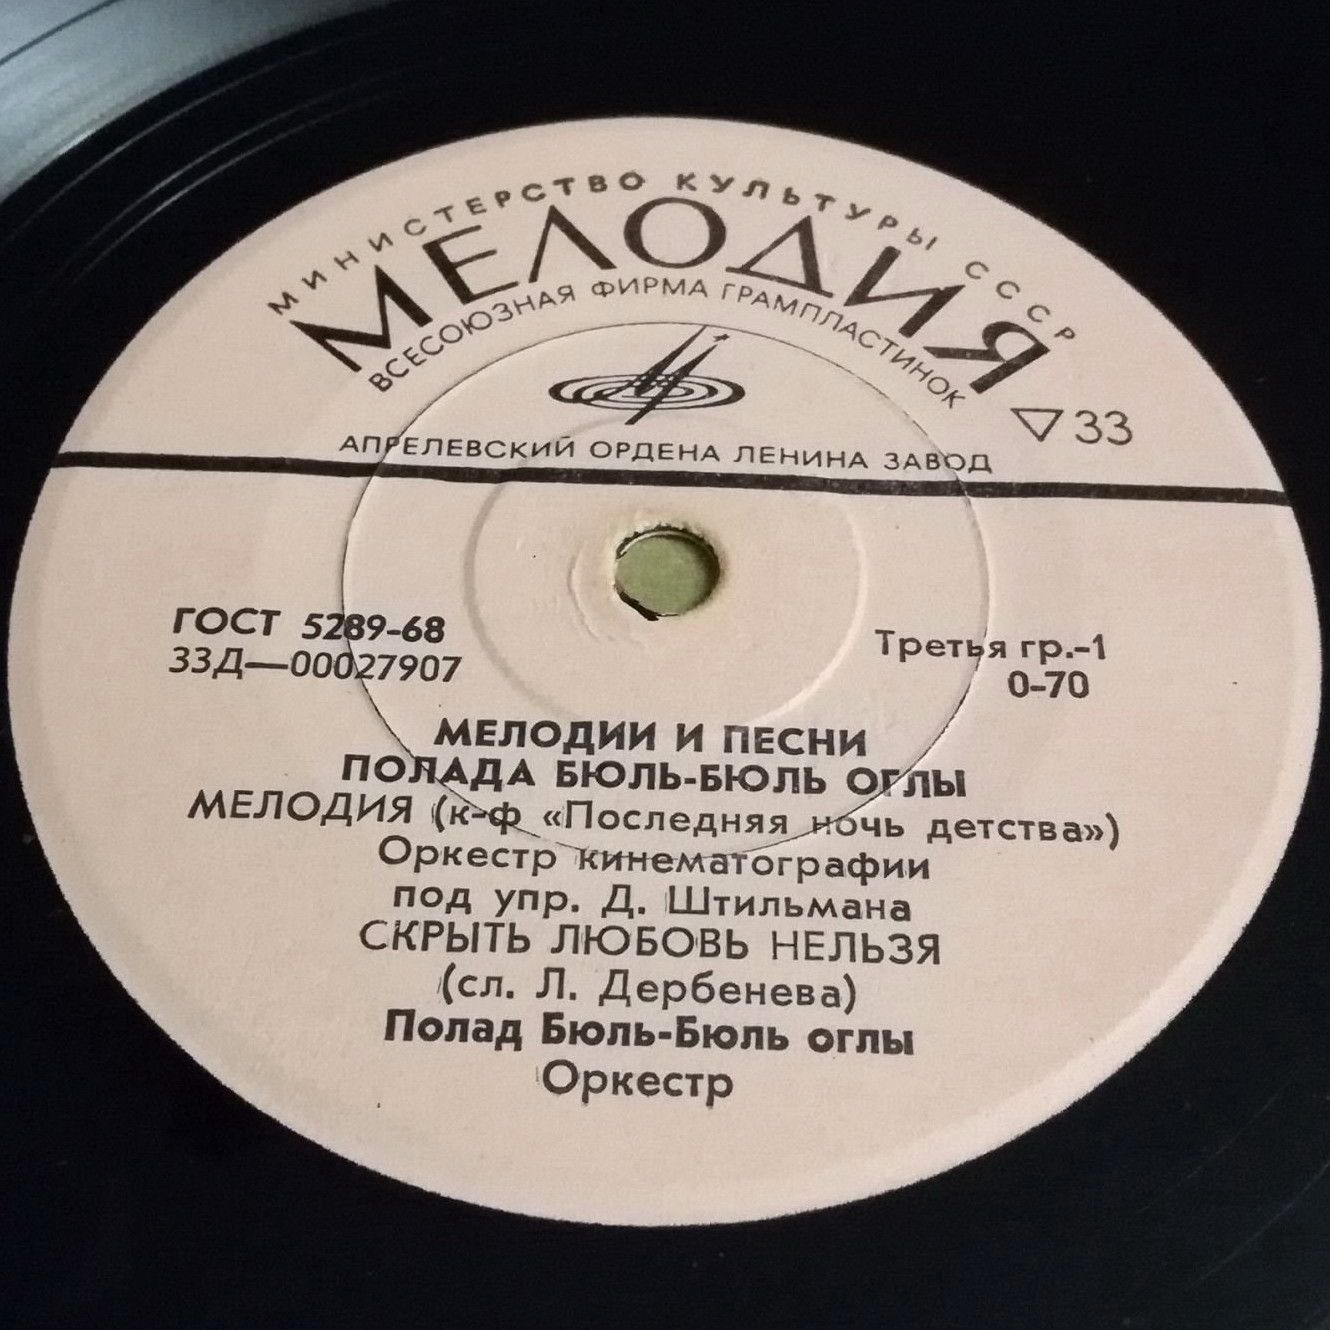 МИНИСТЕРСТВО КУЛЬТУРЫ СССР
МЕЛОДИЯ
ВСЕСОЮЗНАЯ ФИРМА ГРАМПЛАСТИНОК
33
АПРЕЛЕВСКИЙ ОРДЕНА ЛЕНИНА ЗАВОД
ГОСТ 5289-68
33Д—00027907
Третья гр.-1
0-70
МЕЛОДИИ И ПЕСНИ
ПОЛАДА БЮЛЬ-БЮЛЬ ОГЛЫ
МЕЛОДИЯ (к-ф «Последняя ночь детства»)
Оркестр кинематографии
под упр. Д. Штильмана
СКРЫТЬ ЛЮБОВЬ НЕЛЬЗЯ
(сл. Л. Дербенева)
Полад Бюль-Бюль оглы
Оркестр